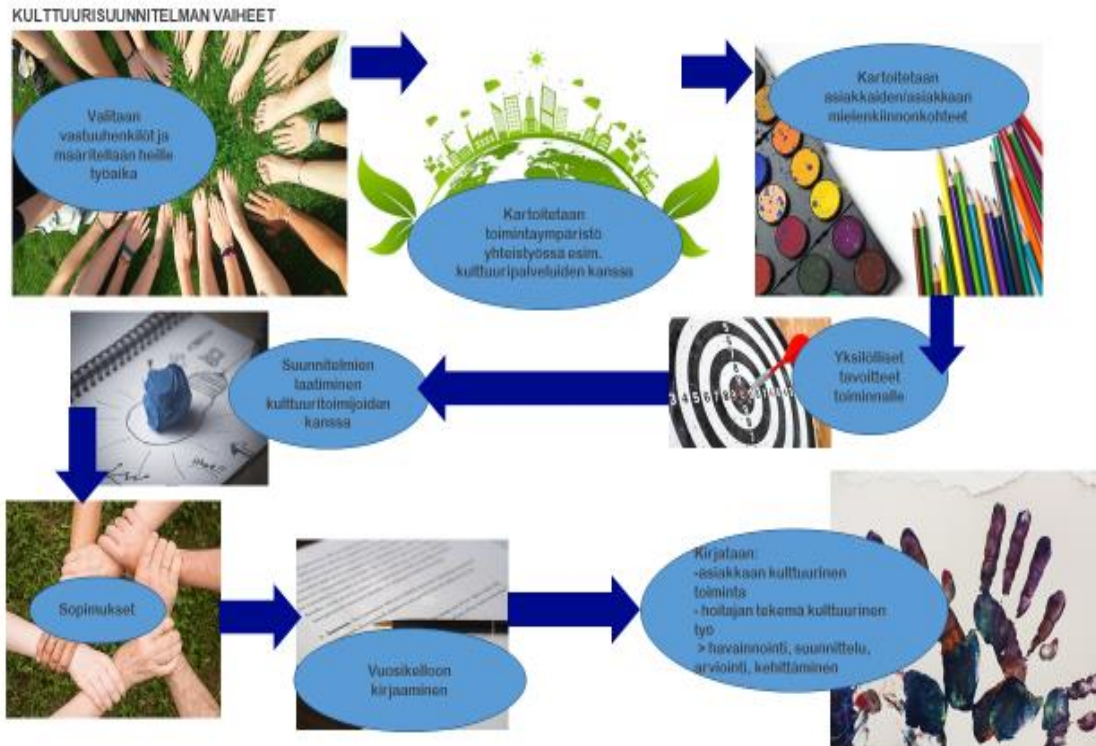 KULTTUURISUUNNITELMAN VAIHEET
Valitaan
vastuuhenkilöt ja
määritellään heille
työaika
Kartoitetaan
toimintaympäristö
yhteistyössä esim.
kulttuuripalveluiden kanssa
Kartoitetaan
asiakkaiden/asiakkaan
mielenkiinnonkohteet
Yksilölliset
tavoitteet
toiminnalle
Suunnitelmien
laatiminen
kulttuuritoimijoidan
kanssa
Sopimukset
Vuosikelloon
kirjaaminen
Kirjataan:
-asiakkaan kulttuurinen
toiminta
- hoitajan tekemä kulttuurinen
työ
> havainnointi, suunnittelu,
arviointi, kehittäminen